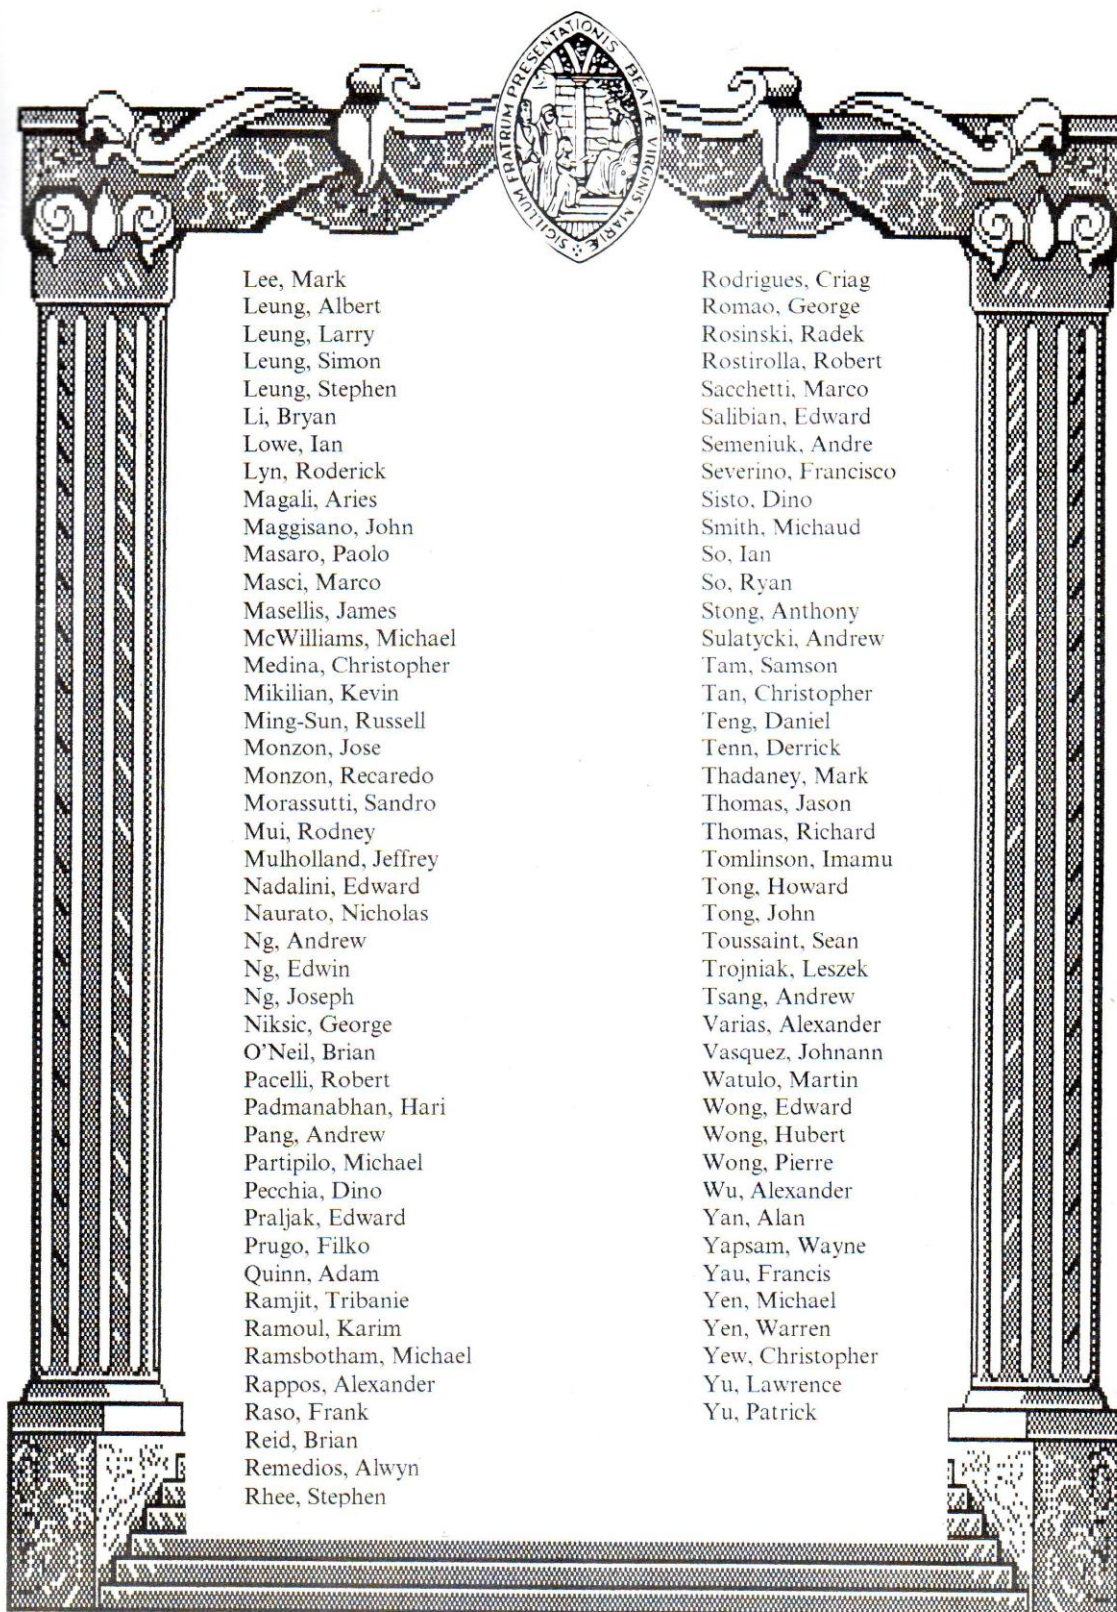 SIGILLUM FRATRUM PRESENTATIONIS BEATÆ VIRGINIS MARIÆ
Lee, Mark
Leung, Albert
Leung, Larry
Leung, Simon
Leung, Stephen
Li, Bryan
Lowe, Ian
Lyn, Roderick
Magali, Aries
Maggisano, John
Masaro, Paolo
Masci, Marco
Masellis, James
McWilliams, Michael
Medina, Christopher
Mikilian, Kevin
Ming-Sun, Russell
Monzon, Jose
Monzon, Recaredo
Morassutti, Sandro
Mui, Rodney
Mulholland, Jeffrey
Nadalini, Edward
Naurato, Nicholas
Ng, Andrew
Ng, Edwin
Ng, Joseph
Niksic, George
O'Neil, Brian
Pacelli, Robert
Padmanabhan, Hari
Pang, Andrew
Partipilo, Michael
Pecchia, Dino
Praljak, Edward
Prugo, Filko
Quinn, Adam
Ramjit, Tribanie
Ramoul, Karim
Ramsbotham, Michael
Rappos, Alexander
Raso, Frank
Reid, Brian
Remedios, Alwyn
Rhee, Stephen
Rodrigues, Criag
Romao, George
Rosinski, Radek
Rostirolla, Robert
Sacchetti, Marco
Salibian, Edward
Semeniuk, Andre
Severino, Francisco
Sisto, Dino
Smith, Michaud
So, Ian
So, Ryan
Stong, Anthony
Sulatycki, Andrew
Tam, Samson
Tan, Christopher
Teng, Daniel
Tenn, Derrick
Thadaney, Mark
Thomas, Jason
Thomas, Richard
Tomlinson, Imamu
Tong, Howard
Tong, John
Toussaint, Sean
Trojniak, Leszek
Tsang, Andrew
Varias, Alexander
Vasquez, Johnann
Watulo, Martin
Wong, Edward
Wong, Hubert
Wong, Pierre
Wu, Alexander
Yan, Alan
Yapsam, Wayne
Yau, Francis
Yen, Michael
Yen, Warren
Yew, Christopher
Yu, Lawrence
Yu, Patrick